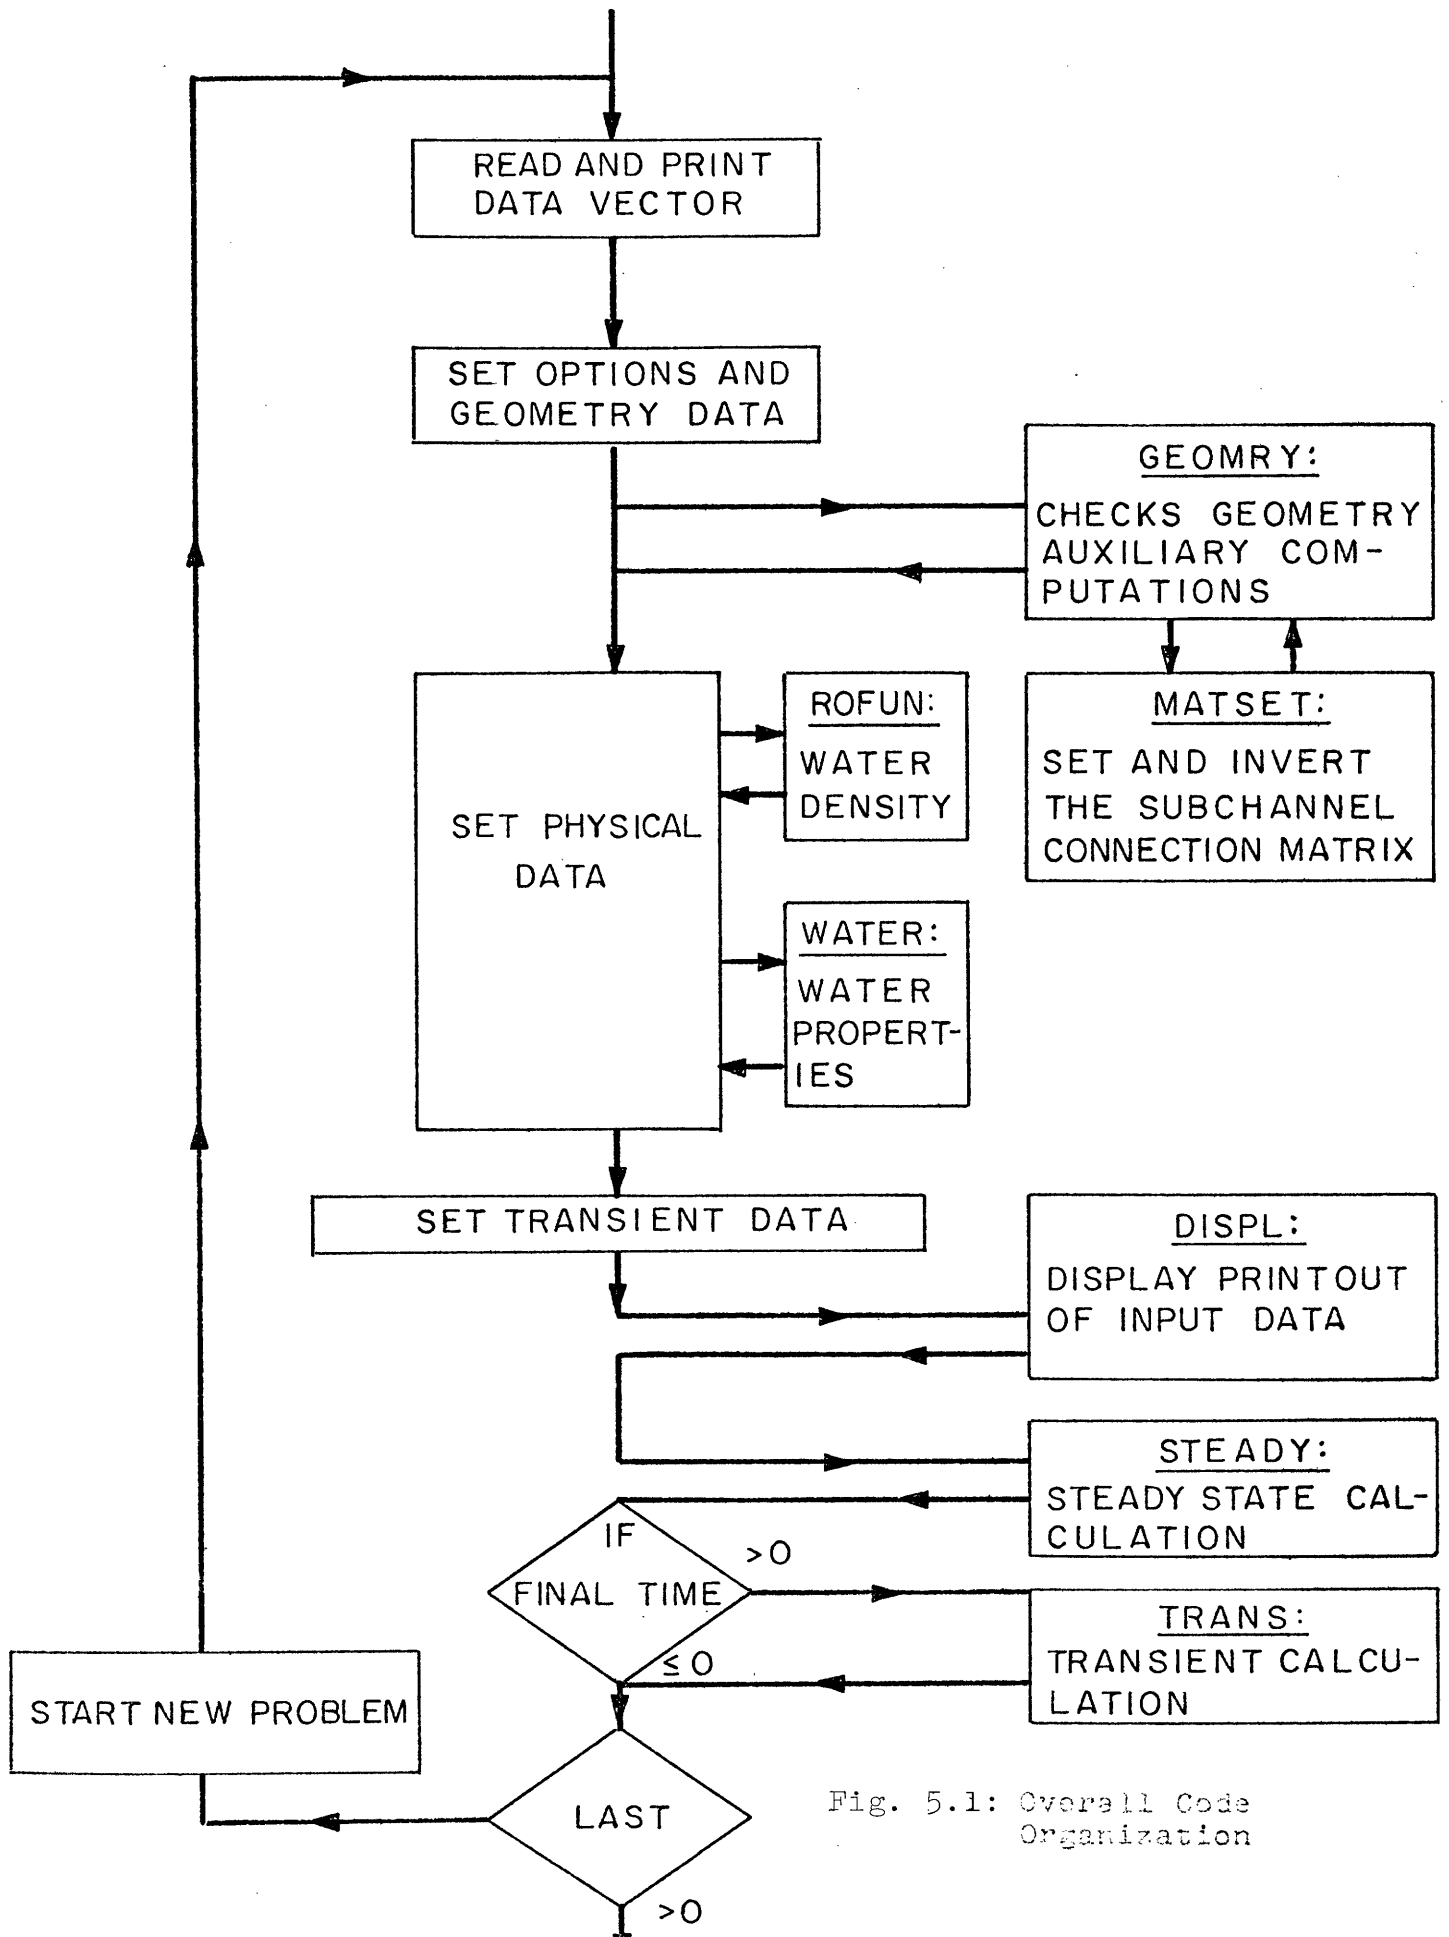 READ AND PRINT
DATA VECTOR
SET OPTIONS AND
GEOMETRY DATA
GEOMRY:
CHECKS GEOMETRY
AUXILIARY COM-
PUTATIONS
SET PHYSICAL
DATA
ROFUN:
WATER
DENSITY
MATSET:
SET AND INVERT
THE SUBCHANNEL
CONNECTION MATRIX
WATER:
WATER
PROPERT-
IES
SET TRANSIENT DATA
DISPL:
DISPLAY PRINTOUT
OF INPUT DATA
STEADY:
STEADY STATE CAL-
CULATION
IF
FINAL TIME
>0
≤ 0
TRANS:
TRANSIENT CALCU-
LATION
START NEW PROBLEM
LAST
>0
Fig. 5.1: Overall Code
Organization